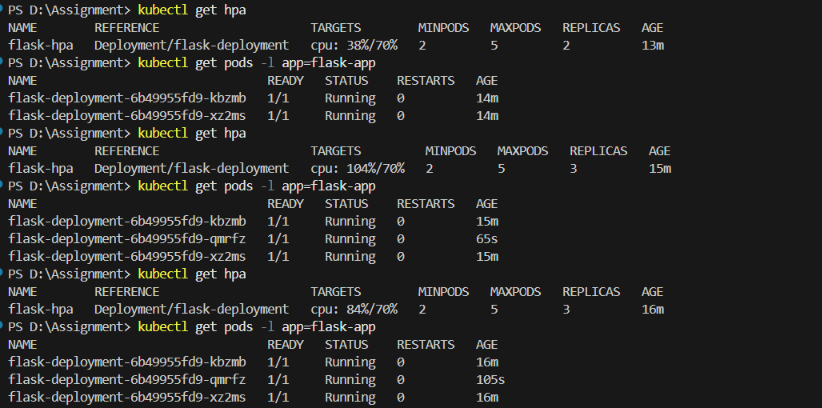 PS D:\Assignment> kubectl get hpa
NAME        REFERENCE                     TARGETS        MINPODS   MAXPODS   REPLICAS   AGE
flask-hpa   Deployment/flask-deployment   cpu: 38%/70%   2         5         2          13m
PS D:\Assignment> kubectl get pods -l app=flask-app
NAME                                READY   STATUS    RESTARTS   AGE
flask-deployment-6b49955fd9-kbzmb   1/1     Running   0          14m
flask-deployment-6b49955fd9-xz2ms   1/1     Running   0          14m
PS D:\Assignment> kubectl get hpa
NAME        REFERENCE                     TARGETS         MINPODS   MAXPODS   REPLICAS   AGE
flask-hpa   Deployment/flask-deployment   cpu: 104%/70%   2         5         3          15m
PS D:\Assignment> kubectl get pods -l app=flask-app
NAME                                READY   STATUS    RESTARTS   AGE
flask-deployment-6b49955fd9-kbzmb   1/1     Running   0          15m
flask-deployment-6b49955fd9-qmrfz   1/1     Running   0          65s
flask-deployment-6b49955fd9-xz2ms   1/1     Running   0          15m
PS D:\Assignment> kubectl get hpa
NAME        REFERENCE                     TARGETS        MINPODS   MAXPODS   REPLICAS   AGE
flask-hpa   Deployment/flask-deployment   cpu: 84%/70%   2         5         3          16m
PS D:\Assignment> kubectl get pods -l app=flask-app
NAME                                READY   STATUS    RESTARTS   AGE
flask-deployment-6b49955fd9-kbzmb   1/1     Running   0          16m
flask-deployment-6b49955fd9-qmrfz   1/1     Running   0          105s
flask-deployment-6b49955fd9-xz2ms   1/1     Running   0          16m